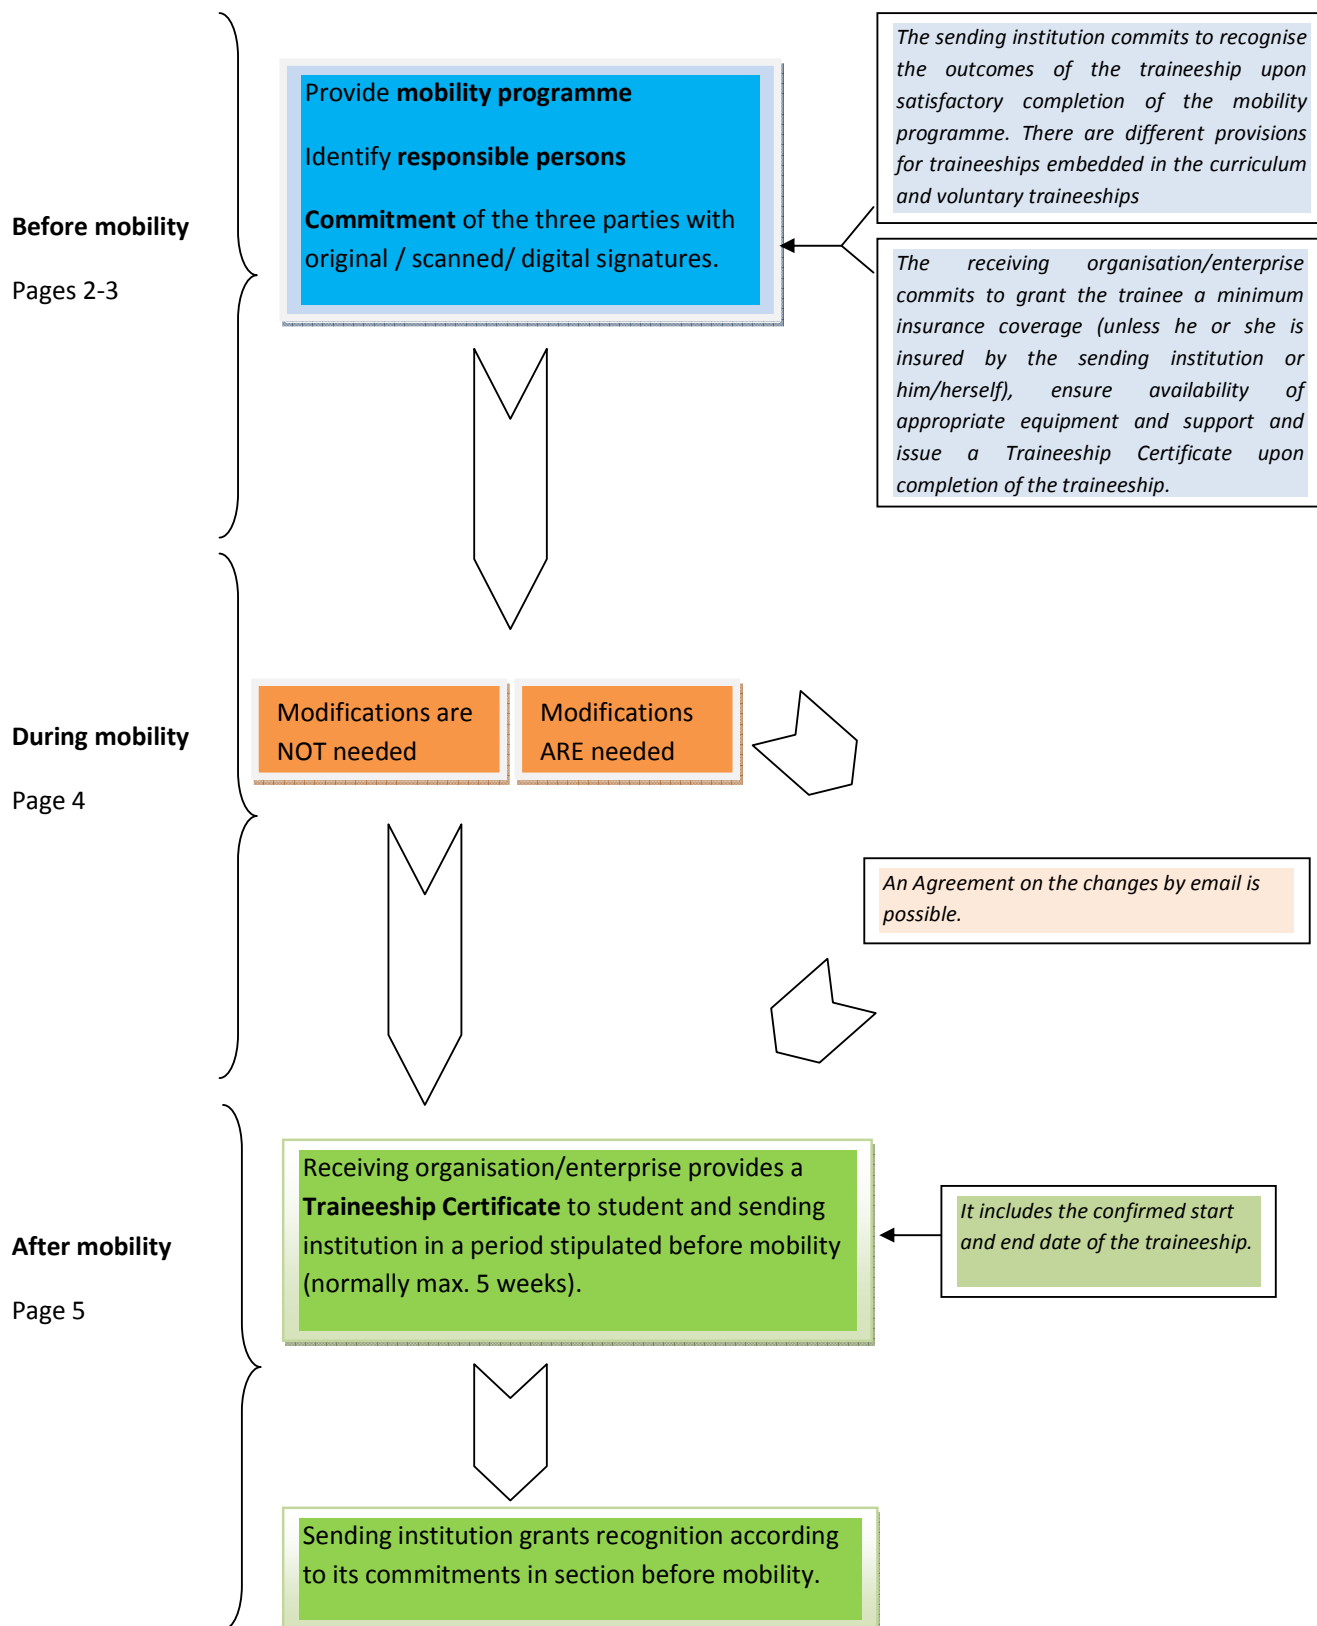 Before mobility
Pages 2-3
Provide mobility programme
Identify responsible persons
Commitment of the three parties with
original / scanned/ digital signatures.
The sending institution commits to recognise
the outcomes of the traineeship upon
satisfactory completion of the mobility
programme. There are different provisions
for traineeships embedded in the curriculum
and voluntary traineeships
The receiving organisation/enterprise
commits to grant the trainee a minimum
insurance coverage (unless he or she is
insured by the sending institution or
him/herself), ensure availability of
appropriate equipment and support and
issue a Traineeship Certificate upon
completion of the traineeship.
During mobility
Page 4
Modifications are
NOT needed
Modifications
ARE needed
An Agreement on the changes by email is
possible.
After mobility
Page 5
Receiving organisation/enterprise provides a
Traineeship Certificate to student and sending
institution in a period stipulated before mobility
(normally max. 5 weeks).
It includes the confirmed start
and end date of the traineeship.
Sending institution grants recognition according
to its commitments in section before mobility.